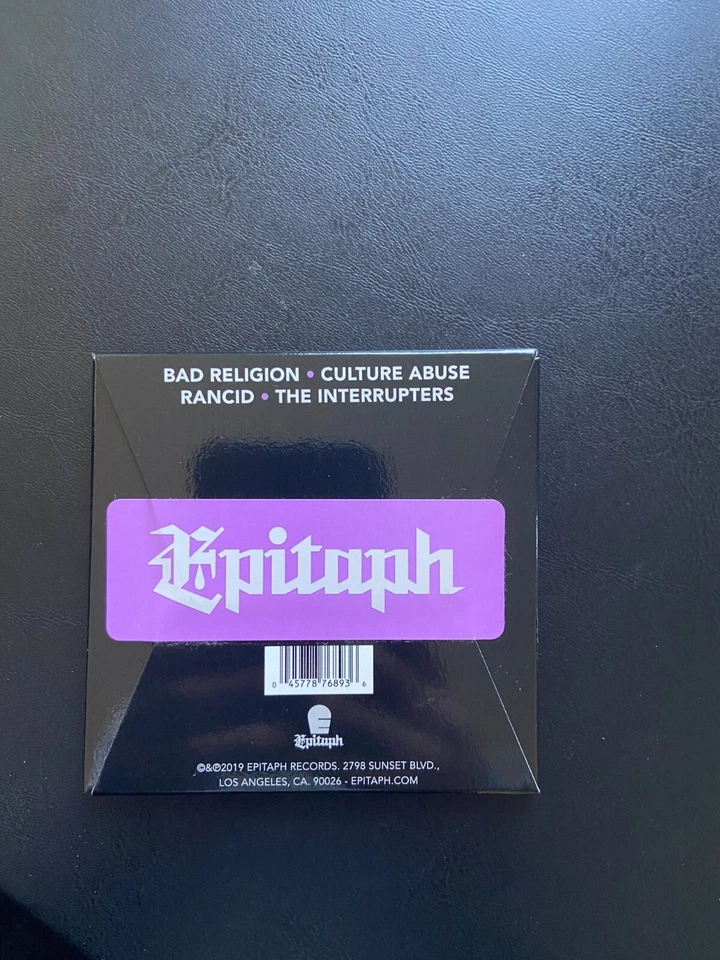 BAD RELIGION • CULTURE ABUSE
RANCID • THE INTERRUPTERS
Epitaph
0 45778 76893 6
E
Epitaph
©&℗2019 EPITAPH RECORDS. 2798 SUNSET BLVD.,
LOS ANGELES, CA. 90026 - EPITAPH.COM